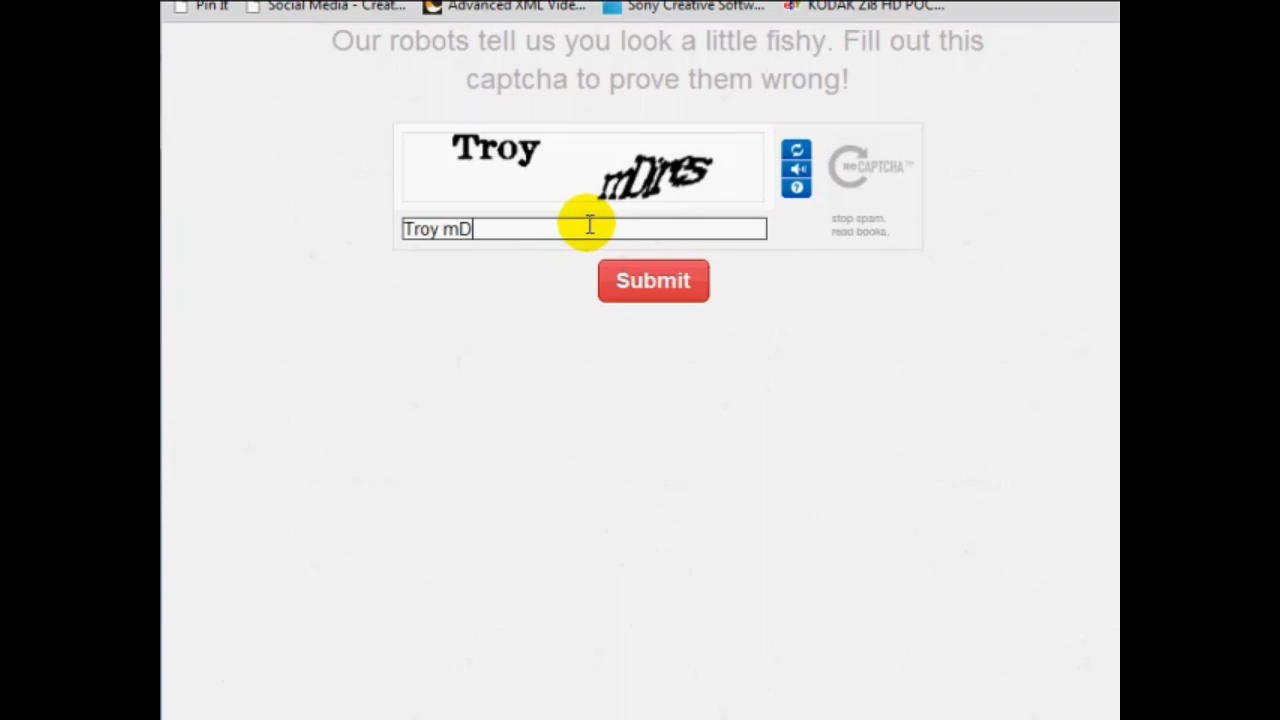 Pin It Social Media - Creat... Advanced XML Vide... Sony Creative Softw... KODAK Zi8 HD POC...
Our robots tell us you look a little fishy. Fill out this
captcha to prove them wrong!
Troy mDires
reCAPTCHA™
Troy mD
stop spam.
read books.
Submit